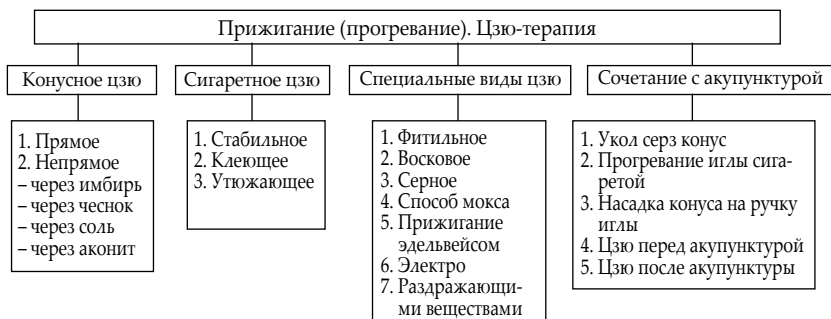 Прижигание (прогревание). Цзю-терапия
Конусное цзю
Сигаретное цзю
Специальные виды цзю
Сочетание с акупунктурой
1. Прямое
2. Непрямое
– через имбирь
– через чеснок
– через соль
– через аконит
1. Стабильное
2. Клеющее
3. Утюжающее
1. Фитильное
2. Восковое
3. Серное
4. Способ мокса
5. Прижигание
эдельвейсом
6. Электро
7. Раздражающи-
ми веществами
1. Укол серз конус
2. Прогревание иглы сига-
ретой
3. Насадка конуса на ручку
иглы
4. Цзю перед акупунктурой
5. Цзю после акупунктуры